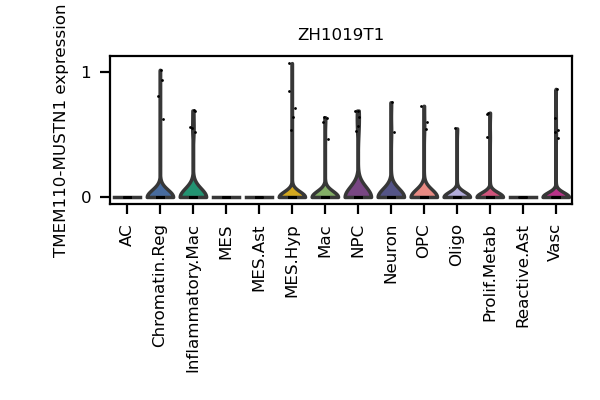 ZH1019T1
TMEM110-MUSTN1 expression
1
0
AC
Chromatin.Reg
Inflammatory.Mac
MES
MES.Ast
MES.Hyp
Mac
NPC
Neuron
OPC
Oligo
Prolif.Metab
Reactive.Ast
Vasc